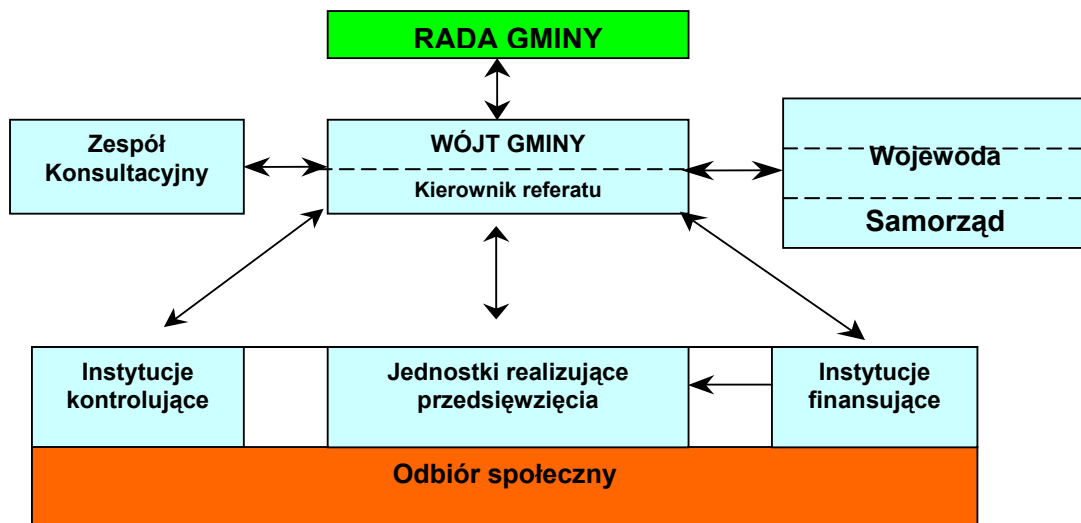 RADA GMINY
Zespół
Konsultacyjny
WÓJT GMINY
Kierownik referatu
Wojewoda
Samorząd
Instytucje
kontrolujące
Jednostki realizujące
przedsięwzięcia
Instytucje
finansujące
Odbiór społeczny